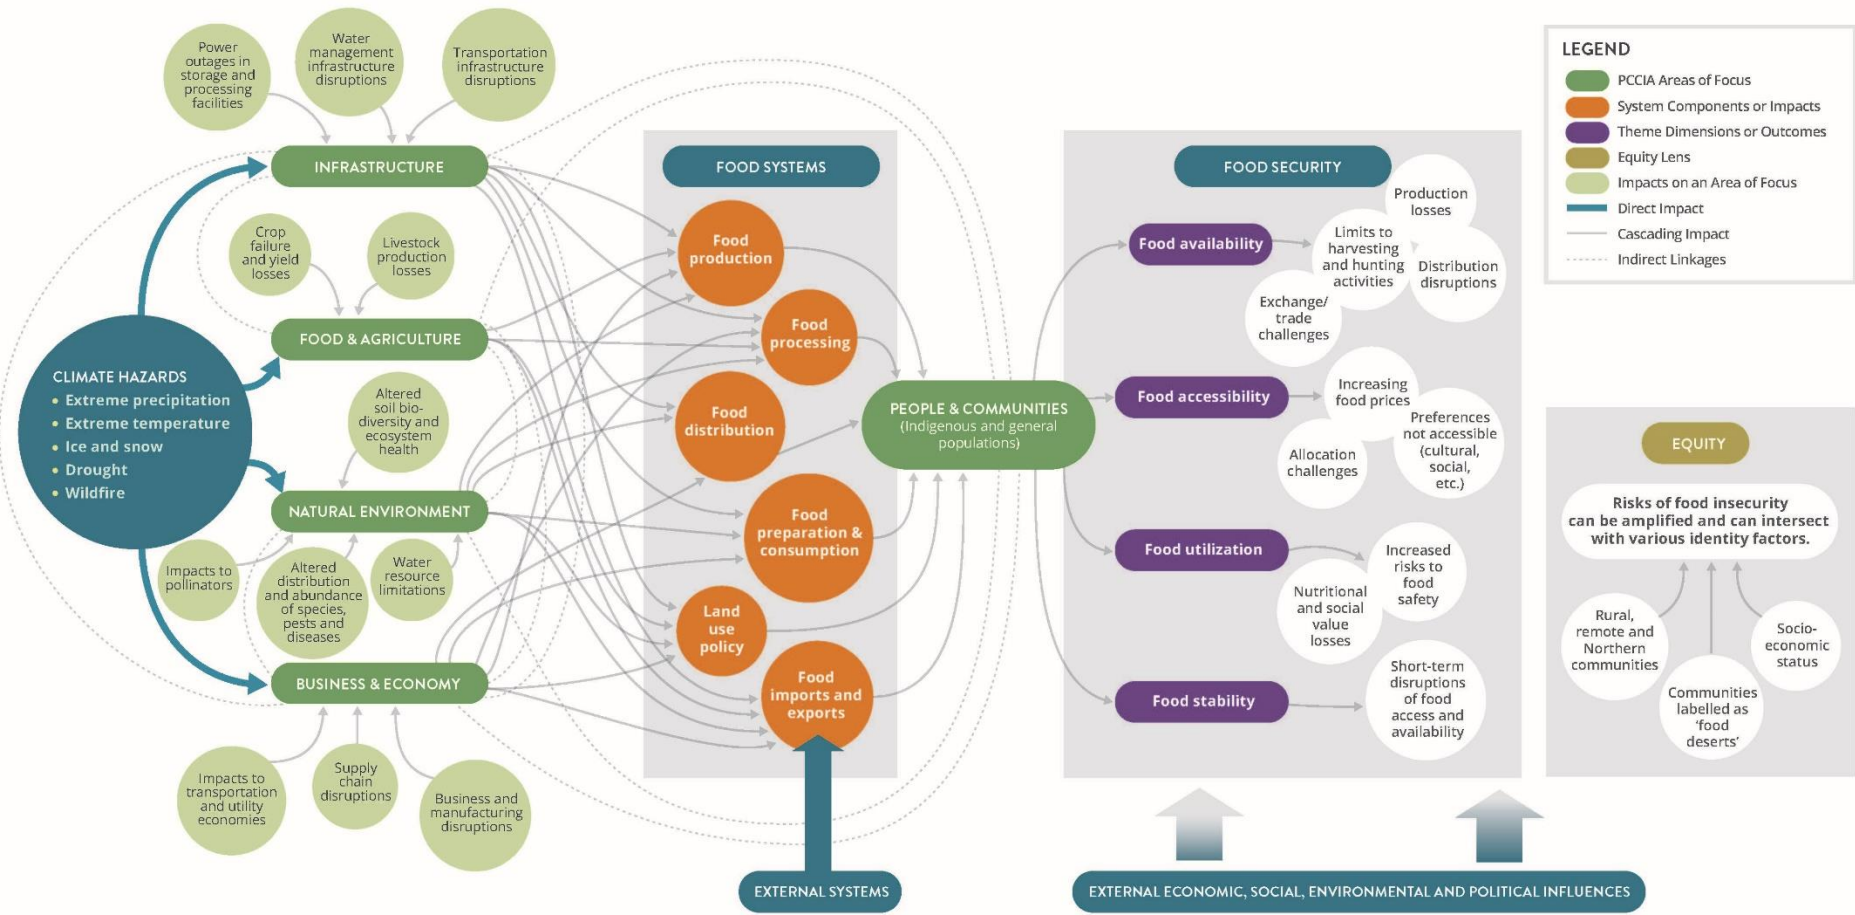 Power
outages in
storage and
processing
facilities
Water
management
infrastructure
disruptions
Transportation
infrastructure
disruptions
INFRASTRUCTURE
Crop
failure
and yield
losses
Livestock
production
losses
FOOD & AGRICULTURE
CLIMATE HAZARDS
• Extreme precipitation
• Extreme temperature
• Ice and snow
• Drought
• Wildfire
Altered
soil bio-
diversity and
ecosystem
health
NATURAL ENVIRONMENT
Impacts to
pollinators
Altered
distribution
and abundance
of species,
pests and
diseases
Water
resource
limitations
BUSINESS & ECONOMY
Impacts to
transportation
and utility
economies
Supply
chain
disruptions
Business and
manufacturing
disruptions
FOOD SYSTEMS
Food
production
Food
processing
Food
distribution
Food
preparation &
consumption
Land
use
policy
Food
imports and
exports
EXTERNAL SYSTEMS
PEOPLE & COMMUNITIES
(Indigenous and general
populations)
FOOD SECURITY
Food availability
Production
losses
Limits to
harvesting
and hunting
activities
Distribution
disruptions
Exchange/
trade
challenges
Food accessibility
Increasing
food prices
Preferences
not accessible
(cultural,
social,
etc.)
Allocation
challenges
Food utilization
Increased
risks to
food
safety
Nutritional
and social
value
losses
Food stability
Short-term
disruptions
of food
access and
availability
EXTERNAL ECONOMIC, SOCIAL, ENVIRONMENTAL AND POLITICAL INFLUENCES
LEGEND
PCCIA Areas of Focus
System Components or Impacts
Theme Dimensions or Outcomes
Equity Lens
Impacts on an Area of Focus
Direct Impact
Cascading Impact
Indirect Linkages
EQUITY
Risks of food insecurity
can be amplified and can intersect
with various identity factors.
Rural,
remote and
Northern
communities
Communities
labelled as
‘food
deserts’
Socio-
economic
status